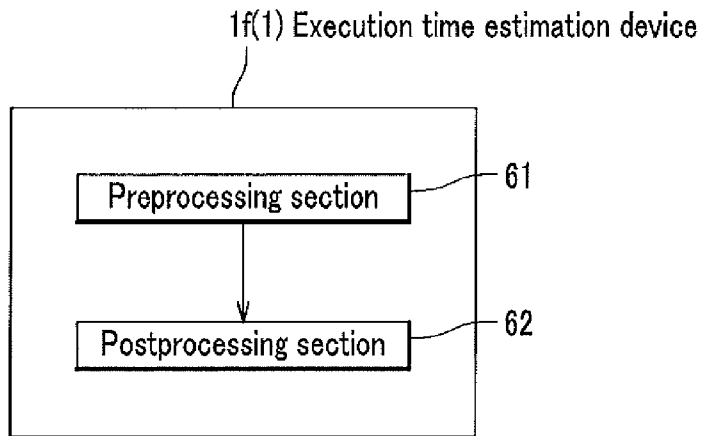 1f(1) Execution time estimation device
Preprocessing section
61
Postprocessing section
62